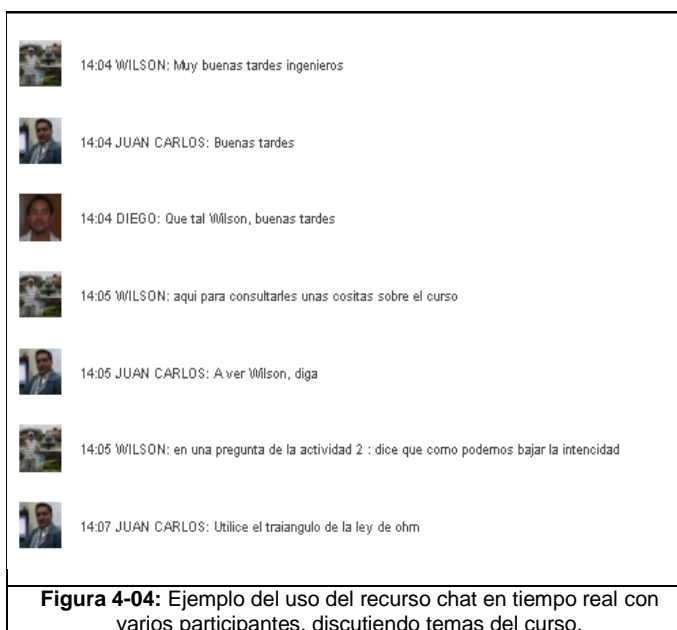 14:04 WILSON: Muy buenas tardes ingenieros
14:04 JUAN CARLOS: Buenas tardes
14:04 DIEGO: Que tal Wilson, buenas tardes
14:05 WILSON: aqui para consultarles unas cositas sobre el curso
14:05 JUAN CARLOS: A ver Wilson, diga
14:05 WILSON: en una pregunta de la actividad 2 : dice que como podemos bajar la intencidad
14:07 JUAN CARLOS: Utilice el traiangulo de la ley de ohm
Figura 4-04: Ejemplo del uso del recurso chat en tiempo real con
varios participantes, discutiendo temas del curso.